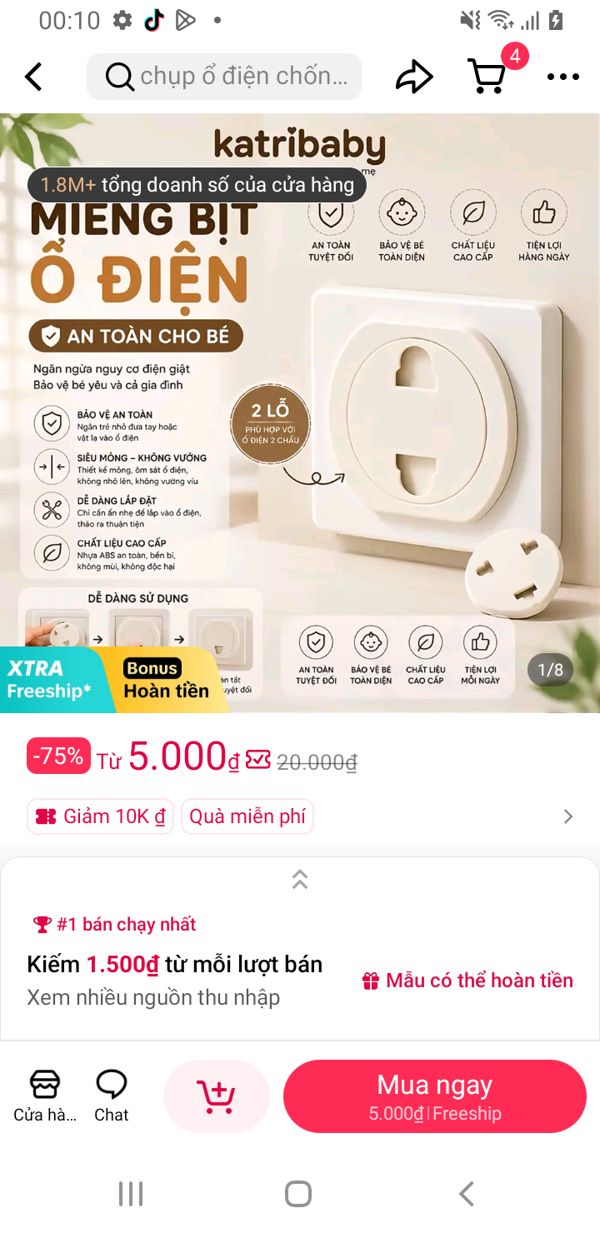 00:10
chụp ổ điện chốn...
4
katribaby
mẹ
1.8M+ tổng doanh số của cửa hàng
MIẾNG BỊT
Ổ ĐIỆN
AN TOÀN CHO BÉ
Ngăn ngừa nguy cơ điện giật
Bảo vệ bé yêu và cả gia đình
AN TOÀN
TUYỆT ĐỐI
BẢO VỆ BÉ
TOÀN DIỆN
CHẤT LIỆU
CAO CẤP
TIỆN LỢI
HÀNG NGÀY
BẢO VỆ AN TOÀN
Ngăn trẻ nhỏ đưa tay hoặc
vật lạ vào ổ điện
SIÊU MỎNG – KHÔNG VƯỚNG
Thiết kế mỏng, ôm sát ổ điện,
không nhô lên, không vướng víu
DỄ DÀNG LẮP ĐẶT
Chỉ cần ấn nhẹ để lắp vào ổ điện,
tháo ra thuận tiện
CHẤT LIỆU CAO CẤP
Nhựa ABS an toàn, bền bỉ,
không mùi, không độc hại
2 LỖ
PHÙ HỢP VỚI
Ổ ĐIỆN 2 CHẤU
DỄ DÀNG SỬ DỤNG
AN TOÀN
TUYỆT ĐỐI
BẢO VỆ BÉ
TOÀN DIỆN
CHẤT LIỆU
CAO CẤP
TIỆN LỢI
MỖI NGÀY
XTRA
Freeship*
Bonus
Hoàn tiền
1/8
-75% Từ 5.000₫ 20.000₫
Giảm 10K ₫
Quà miễn phí
#1 bán chạy nhất
Kiếm 1.500₫ từ mỗi lượt bán
Xem nhiều nguồn thu nhập
Mẫu có thể hoàn tiền
Cửa hà...
Chat
Mua ngay
5.000₫ | Freeship